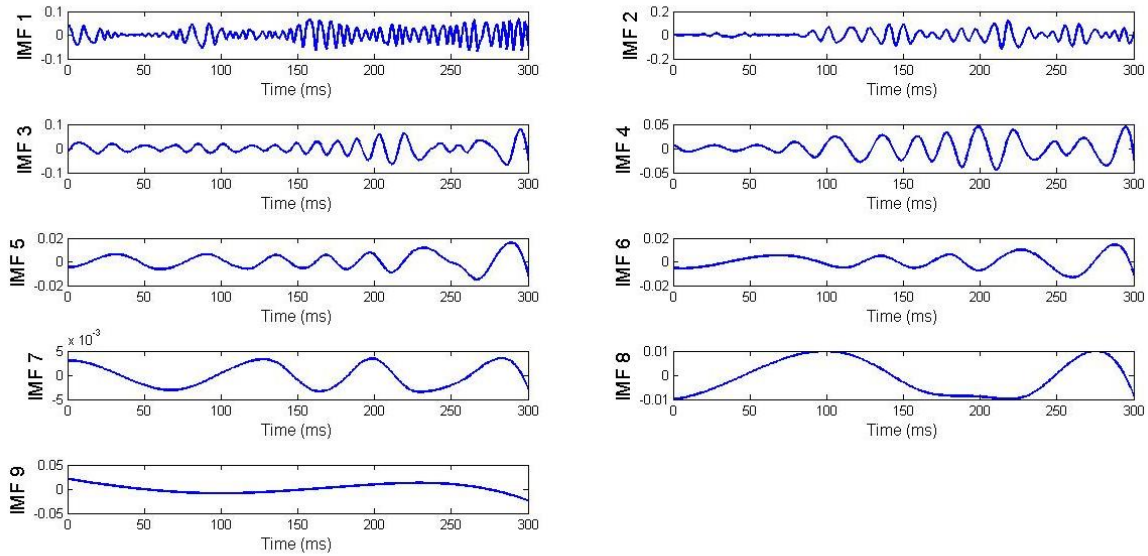 IMF 1
0.1
0
-0.1
0 50 100 150 200 250 300
Time (ms)
IMF 2
0.2
0
-0.2
0 50 100 150 200 250 300
Time (ms)
IMF 3
0.1
0
-0.1
0 50 100 150 200 250 300
Time (ms)
IMF 4
0.05
0
-0.05
0 50 100 150 200 250 300
Time (ms)
IMF 5
0.02
0
-0.02
0 50 100 150 200 250 300
Time (ms)
IMF 6
0.02
0
-0.02
0 50 100 150 200 250 300
Time (ms)
IMF 7
x 10^-3
5
0
-5
0 50 100 150 200 250 300
Time (ms)
IMF 8
0.01
0
-0.01
0 50 100 150 200 250 300
Time (ms)
IMF 9
0.05
0
-0.05
0 50 100 150 200 250 300
Time (ms)